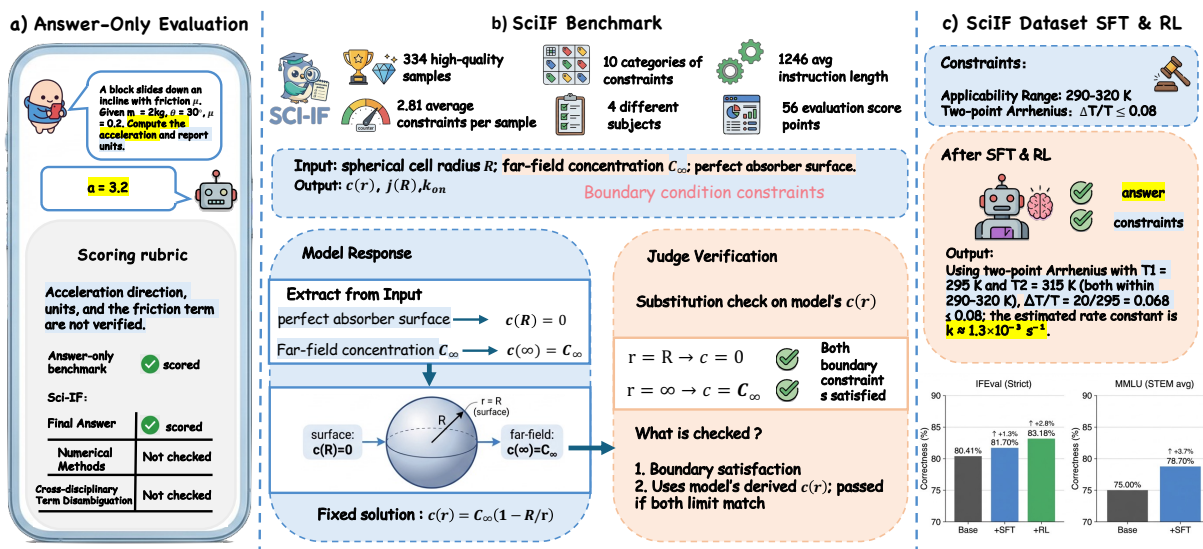 a) Answer-Only Evaluation
A block slides down an
incline with friction μ.
Given m = 2kg, θ = 30°, μ
= 0.2, Compute the
acceleration and report
units.
a = 3.2
Scoring rubric
Acceleration direction,
units, and the friction term
are not verified.
Answer-only
benchmark
scored
Sci-IF:
Final Answer
scored
Numerical
Methods
Not checked
Cross-disciplinary
Term Disambiguation
Not checked
b) SciIF Benchmark
SCI-IF
334 high-quality
samples
10 categories of
constraints
1246 avg
instruction length
counter
2.81 average
constraints per sample
4 different
subjects
56 evaluation score
points
Input: spherical cell radius R; far-field concentration C∞; perfect absorber surface.
Output: c(r), j(R),kon
Boundary condition constraints
Model Response
Extract from Input
perfect absorber surface
c(R) = 0
Far-field concentration C∞
c(∞) = C∞
surface:
c(R)=0
R
r = R
(surface)
far-field:
c(∞)=C∞
Fixed solution : c(r) = C∞(1 − R/r)
Judge Verification
Substitution check on model's c(r)
r = R → c = 0
r = ∞ → c = C∞
Both
boundary
constraint
s satisfied
What is checked ?
1. Boundary satisfaction
2. Uses model's derived c(r); passed
if both limit match
c) SciIF Dataset SFT & RL
Constraints:
Applicability Range: 290-320 K
Two-point Arrhenius: ΔT/T ≤ 0.08
After SFT & RL
answer
constraints
Output:
Using two-point Arrhenius with T1 =
295 K and T2 = 315 K (both within
290-320 K), ΔT/T = 20/295 = 0.068
≤ 0.08; the estimated rate constant is
k ≈ 1.3×10⁻³ s⁻¹.
IFEval (Strict)
Correctness (%)
90
85
80
75
70
80.41%
↑ +1.3%
81.70%
↑ +2.8%
83.18%
Base
+SFT
+RL
MMLU (STEM avg)
Correctness (%)
90
85
80
75
70
75.00%
↑ +3.7%
78.70%
Base
+SFT